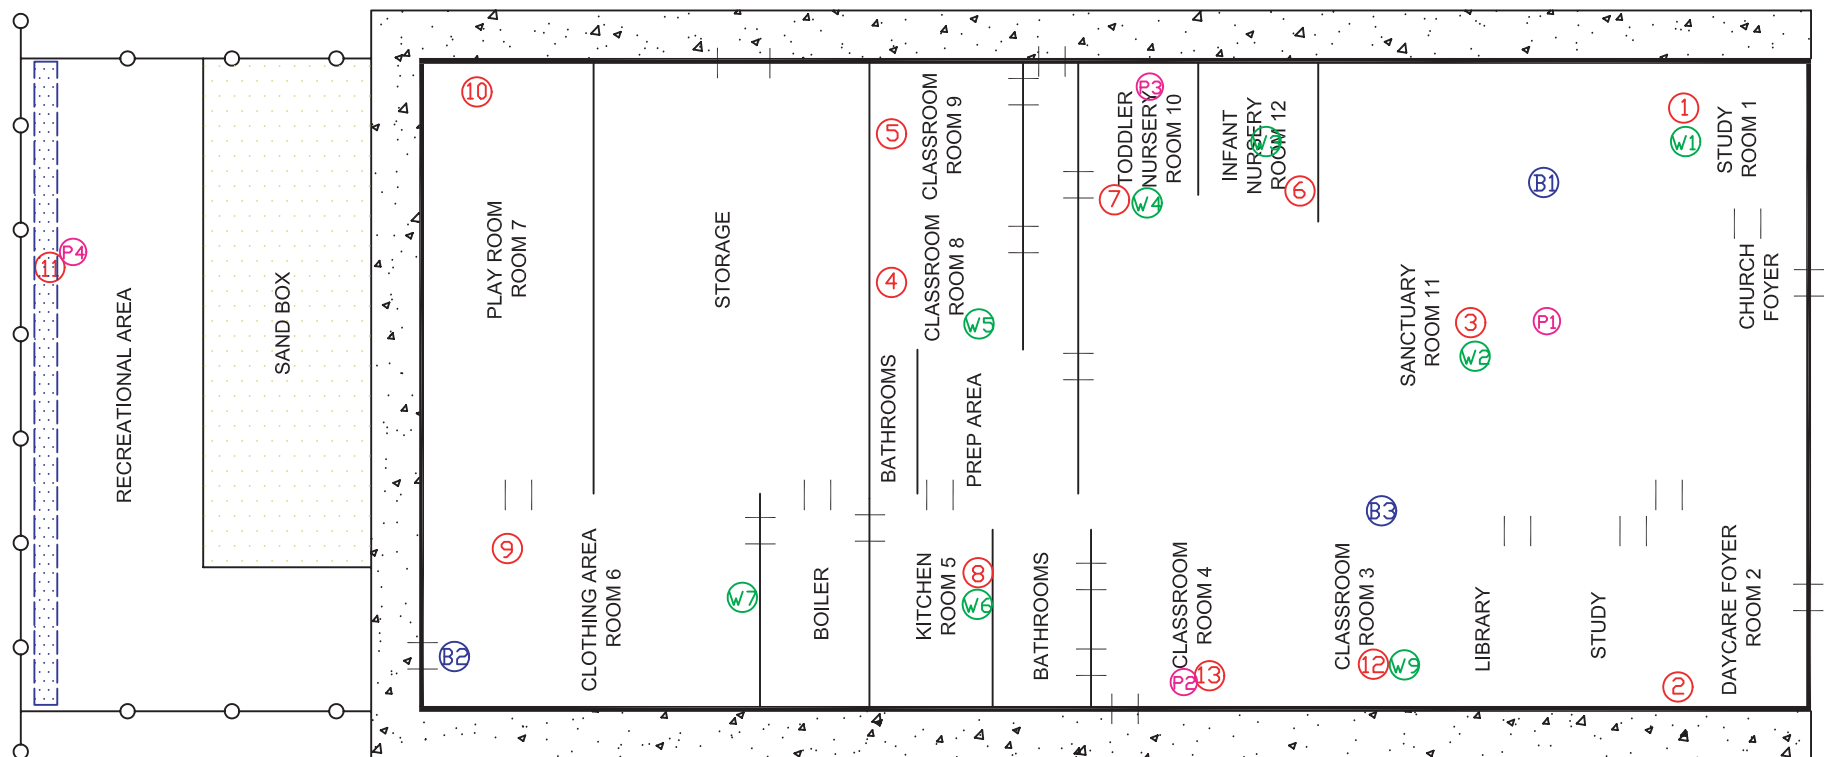 RECREATIONAL AREA
11
P4
SAND BOX
10
PLAY ROOM
ROOM 7
9
B2
CLOTHING AREA
ROOM 6
STORAGE
W7
BOILER
5
CLASSROOM
ROOM 9
4
CLASSROOM
ROOM 8
W5
BATHROOMS
PREP AREA
KITCHEN
ROOM 5
8
W6
BATHROOMS
P3
TODDLER
NURSERY
ROOM 10
7
W4
INFANT
NURSERY
ROOM 12
W3
6
CLASSROOM
ROOM 4
P2
13
CLASSROOM
ROOM 3
12
W9
B3
SANCTUARY
ROOM 11
3
W2
P1
B1
LIBRARY
STUDY
1
W1
STUDY
ROOM 1
CHURCH
FOYER
2
DAYCARE FOYER
ROOM 2